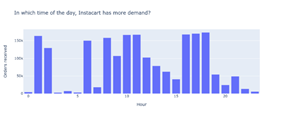 In which time of the day, Instacart has more demand?
150k
100k
50k
0
Orders received
0
5
10
15
20
Hour